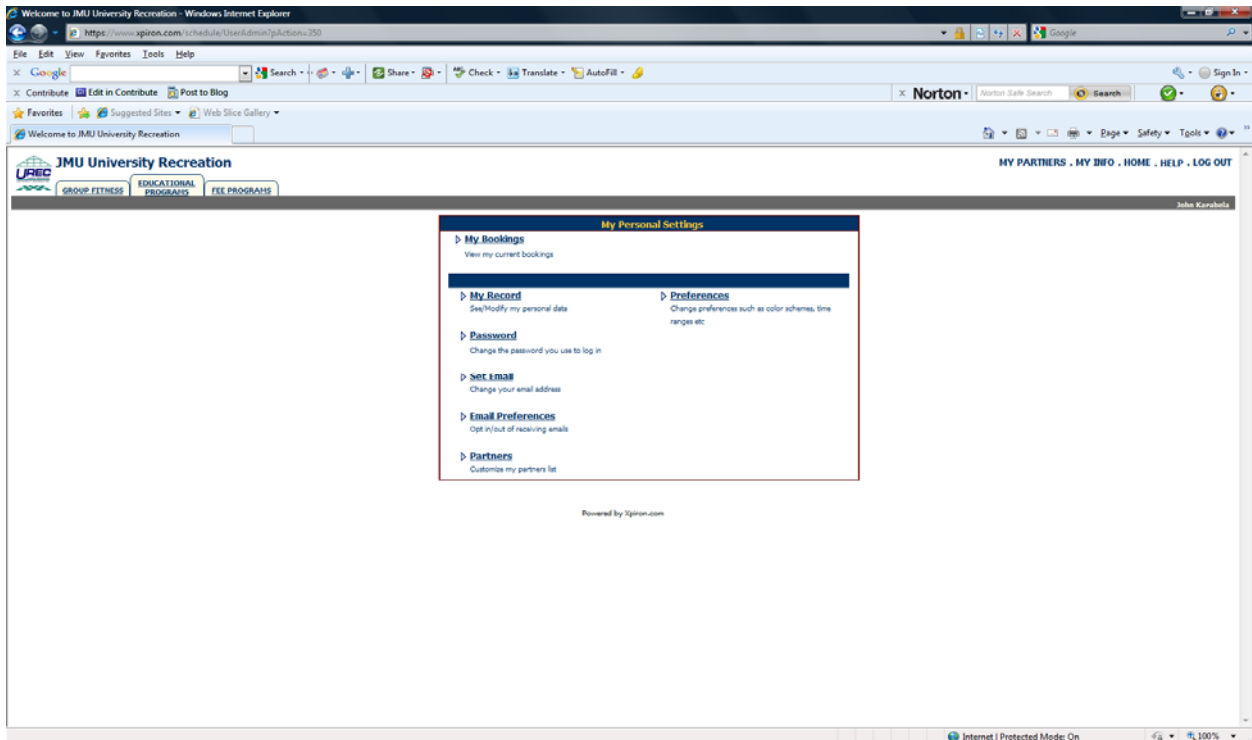 Welcome to JMU University Recreation - Windows Internet Explorer
https://www.xpiron.com/schedule/UserAdmin?pAction=350
Google
File Edit View Favorites Tools Help
x Google Search Share Check Translate AutoFill Sign In
x Contribute Edit in Contribute Post to Blog x Norton Norton Safe Search Search
Favorites Suggested Sites Web Slice Gallery
Welcome to JMU University Recreation Page Safety Tools
UREC JMU University Recreation MY PARTNERS . MY INFO . HOME . HELP . LOG OUT
GROUP FITNESS EDUCATIONAL PROGRAMS FEE PROGRAMS
John Karabela
My Personal Settings
My Bookings
View my current bookings
My Record Preferences
See/Modify my personal data Change preferences such as color schemes, time
ranges etc
Password
Change the password you use to log in
Set Email
Change your email address
Email Preferences
Opt in/out of receiving emails
Partners
Customize my partners list
Powered by Xpiron.com
Internet | Protected Mode: On 100%